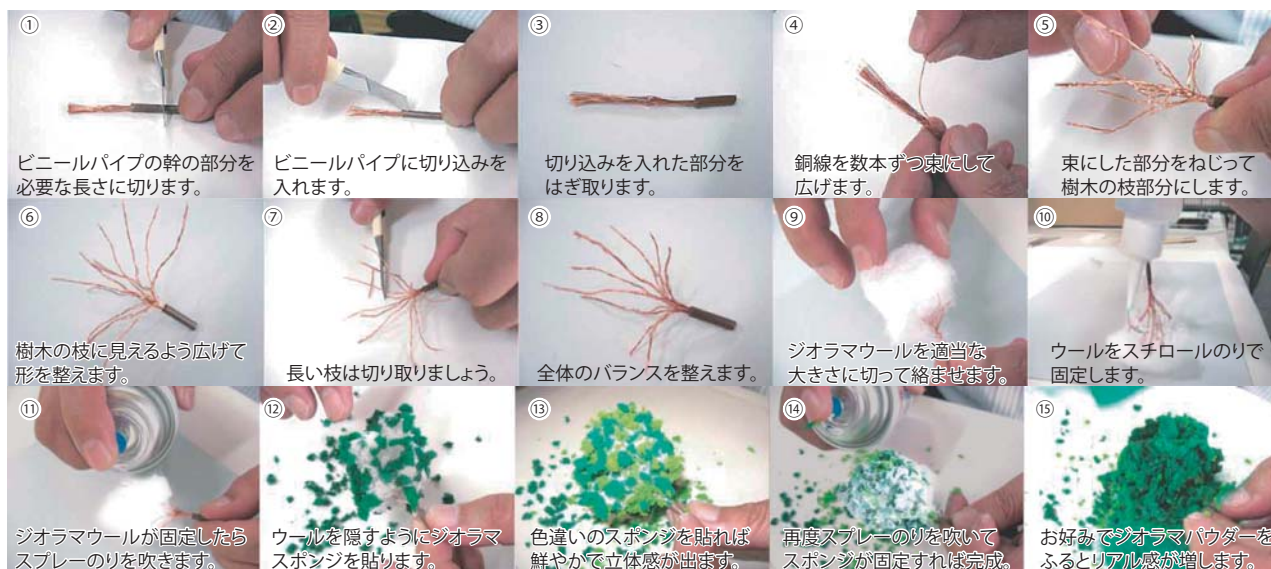 ①
ビニールパイプの幹の部分を
必要な長さに切ります。
②
ビニールパイプに切り込みを
入れます。
③
切り込みを入れた部分を
はぎ取ります。
④
銅線を数本ずつ束にして
広げます。
⑤
束にした部分をねじって
樹木の枝部分にします。
⑥
樹木の枝に見えるよう広げて
形を整えます。
⑦
長い枝は切り取りましょう。
⑧
全体のバランスを整えます。
⑨
ジオラマウールを適当な
大きさに切って絡ませます。
⑩
ウールをスチロールのりで
固定します。
⑪
ジオラマウールが固定したら
スプレーのりを吹きます。
⑫
ウールを隠すようにジオラマ
スポンジを貼ります。
⑬
色違いのスポンジを貼れば
鮮やかで立体感が出ます。
⑭
再度スプレーのりを吹いて
スポンジが固定すれば完成。
⑮
お好みでジオラマパウダーを
ふるとリアル感が増します。